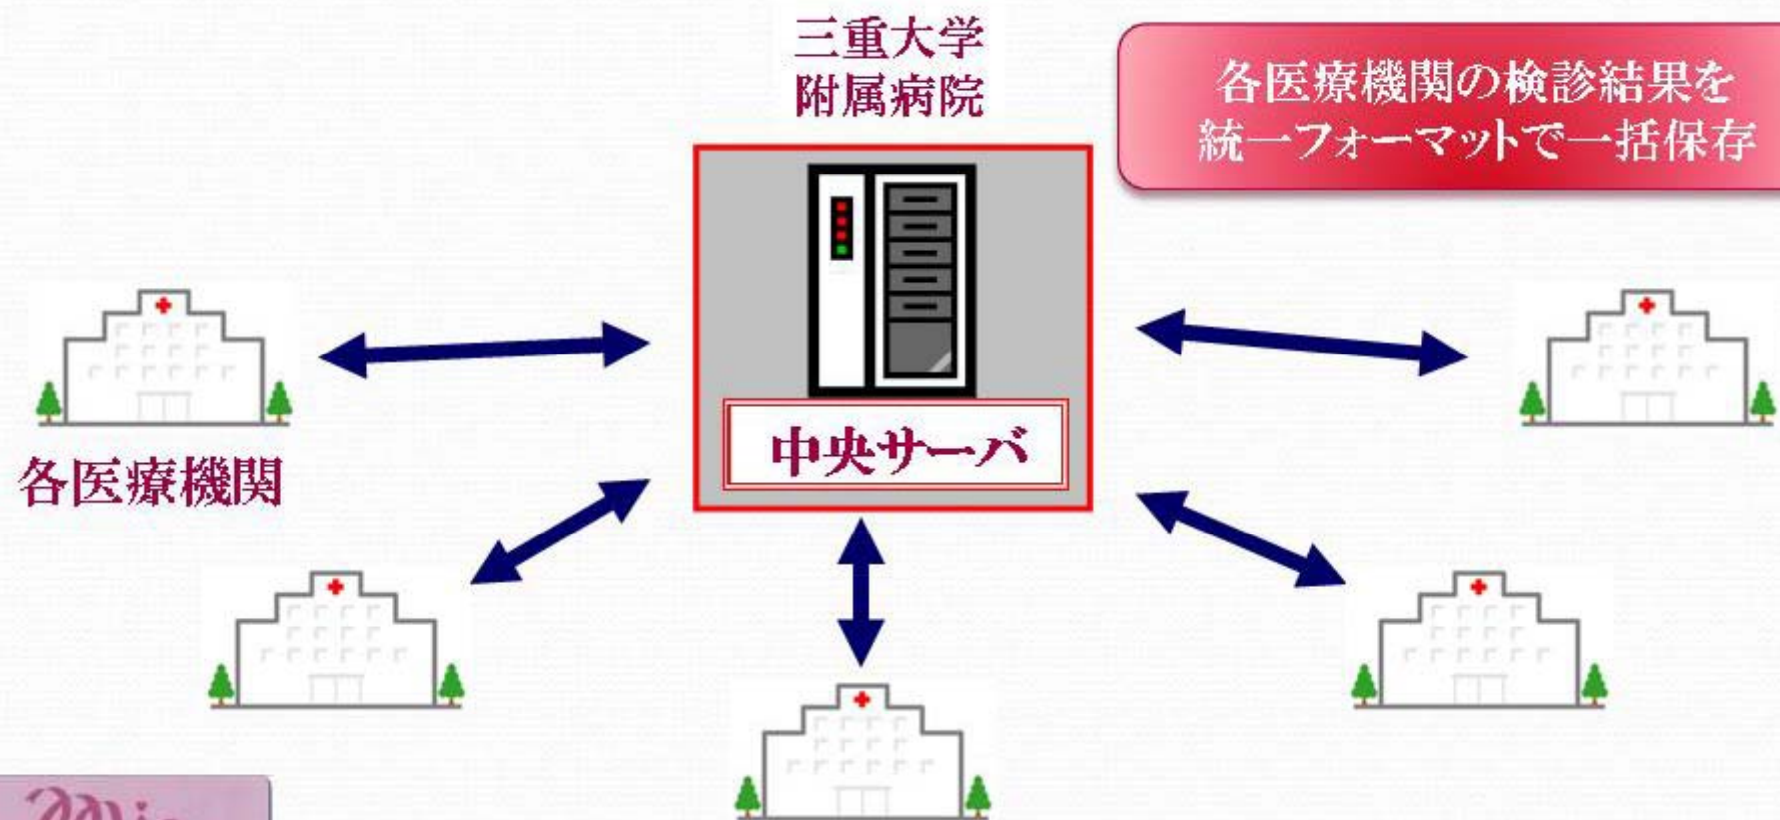 三重大学
附属病院
各医療機関の検診結果を
統一フォーマットで一括保存
中央サーバ
各医療機関